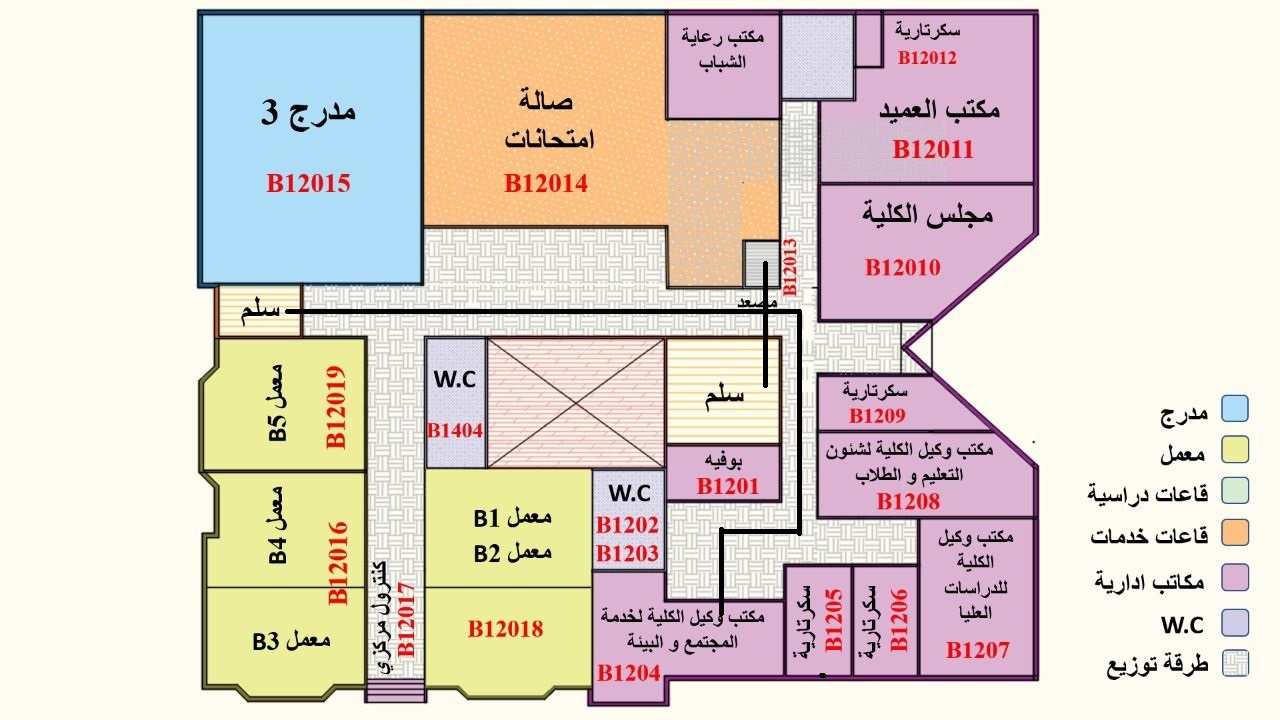 مدرج 3
B12015
صالة
امتحانات
B12014
مكتب رعاية
الشباب
سكرتارية
B12012
مكتب العميد
B12011
مجلس الكلية
B12010
B12013
مصعد
سلم
معمل B5
B12019
W.C
B1404
سلم
بوفيه
B1201
سكرتارية
B1209
مكتب وكيل الكلية لشئون
التعليم و الطلاب
B1208
معمل B4
B12016
معمل B3
كنترول مركزي
B12017
معمل B1
معمل B2
B12018
W.C
B1202
B1203
مكتب وكيل الكلية لخدمة
المجتمع و البيئة
B1204
سكرتارية
B1205
سكرتارية
B1206
مكتب وكيل
الكلية
للدراسات
العليا
B1207
مدرج
معمل
قاعات دراسية
قاعات خدمات
مكاتب ادارية
W.C
طرقة توزيع